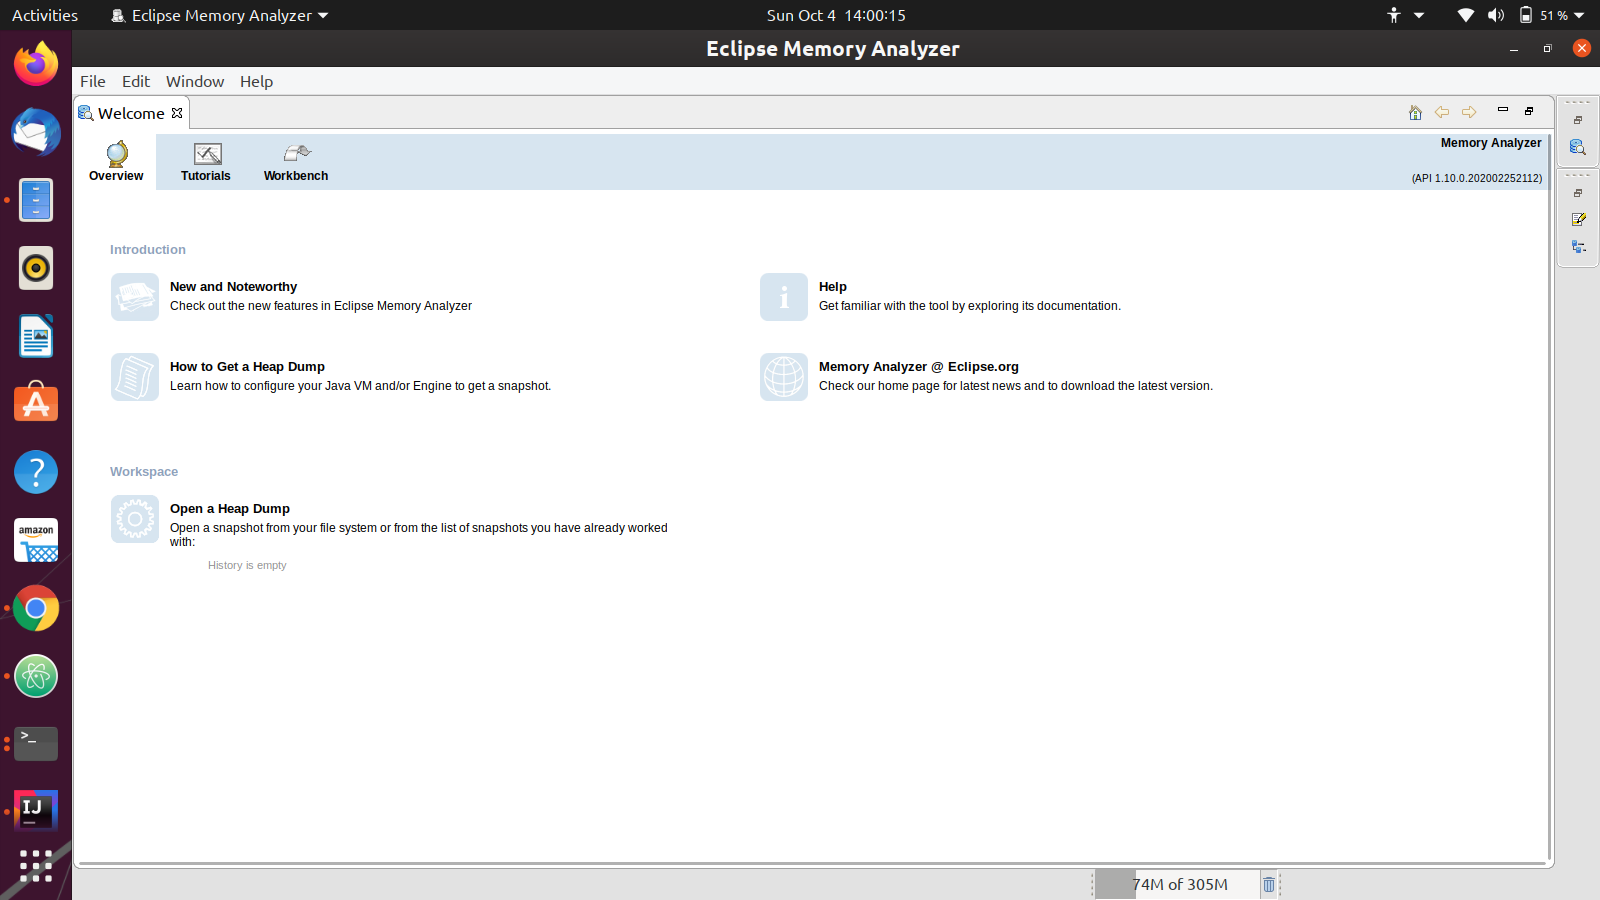 Activities
Eclipse Memory Analyzer
Sun Oct 4 14:00:15
51 %
Eclipse Memory Analyzer
File Edit Window Help
Welcome
Overview
Tutorials
Workbench
Memory Analyzer
(API 1.10.0.202002252112)
Introduction
New and Noteworthy
Check out the new features in Eclipse Memory Analyzer
Help
Get familiar with the tool by exploring its documentation.
How to Get a Heap Dump
Learn how to configure your Java VM and/or Engine to get a snapshot.
Memory Analyzer @ Eclipse.org
Check our home page for latest news and to download the latest version.
Workspace
Open a Heap Dump
Open a snapshot from your file system or from the list of snapshots you have already worked
with:
History is empty
amazon
>_
IJ
74M of 305M